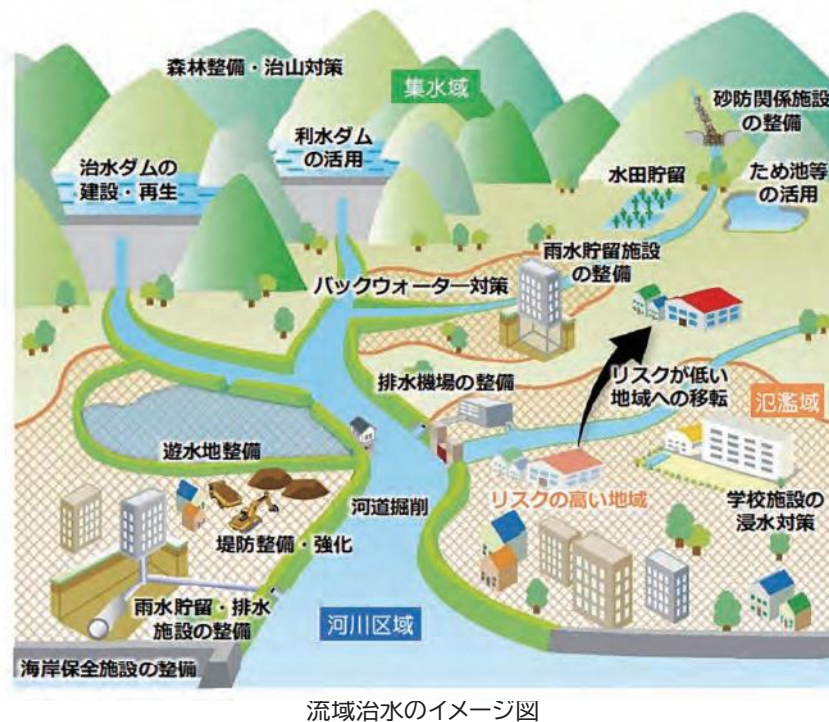 森林整備・治山対策
集水域
砂防関係施設
の整備
利水ダム
の活用
治水ダムの
建設・再生
水田貯留
ため池等
の活用
雨水貯留施設
の整備
バックウォーター対策
排水機場の整備
リスクが低い
地域への移転
氾濫域
遊水地整備
リスクの高い地域
学校施設の
浸水対策
河道掘削
堤防整備・強化
雨水貯留・排水
施設の整備
河川区域
海岸保全施設の整備
流域治水のイメージ図